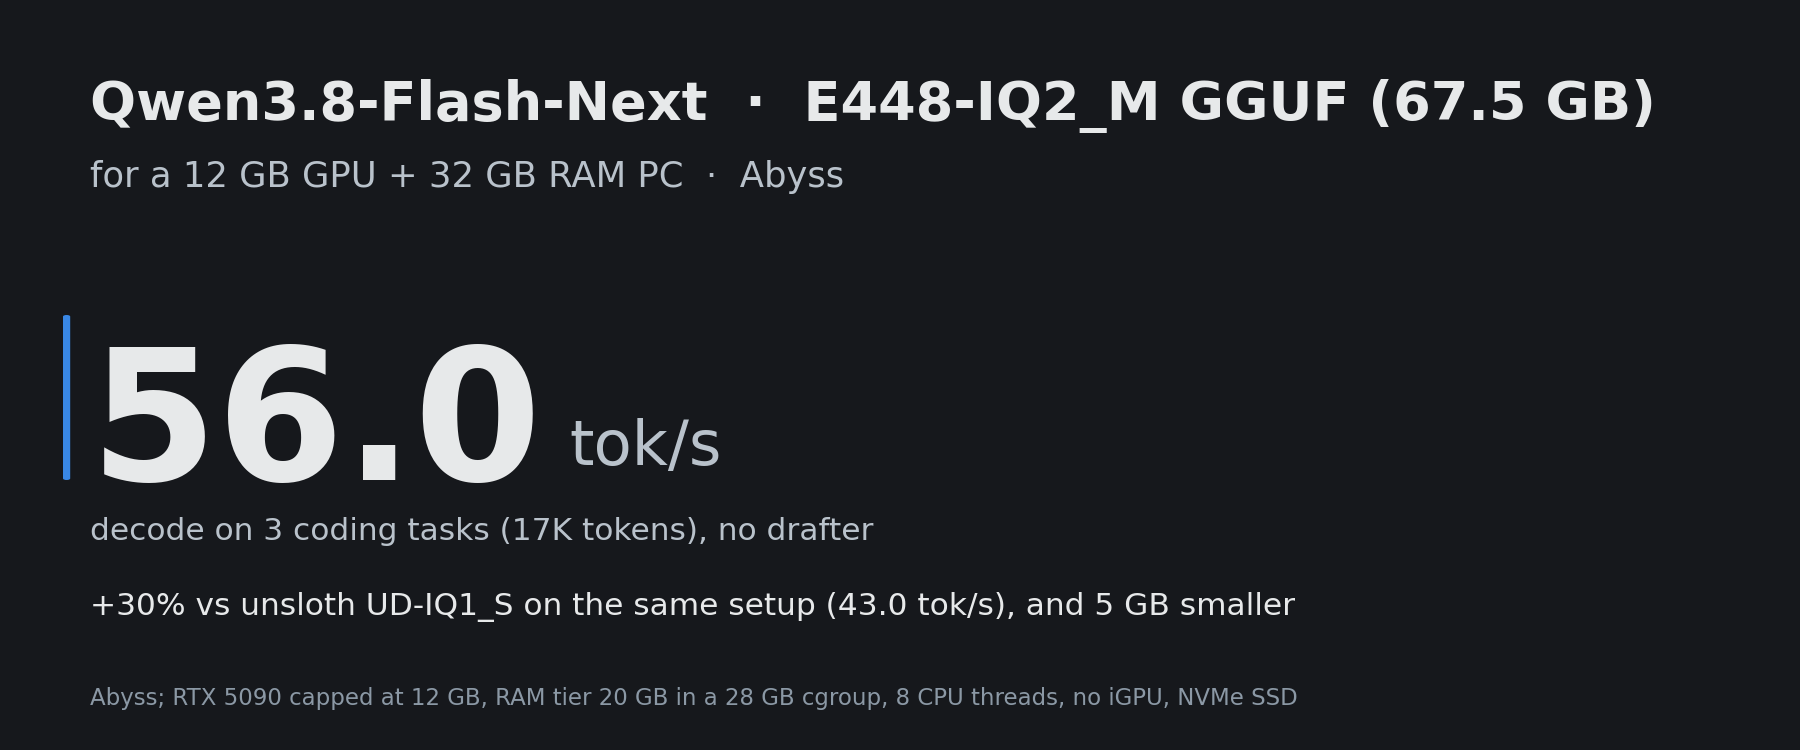 Qwen3.8-Flash-Next · E448-IQ2_M GGUF (67.5 GB)
for a 12 GB GPU + 32 GB RAM PC · Abyss
56.0 tok/s
decode on 3 coding tasks (17K tokens), no drafter
+30% vs unsloth UD-IQ1_S on the same setup (43.0 tok/s), and 5 GB smaller
Abyss; RTX 5090 capped at 12 GB, RAM tier 20 GB in a 28 GB cgroup, 8 CPU threads, no iGPU, NVMe SSD